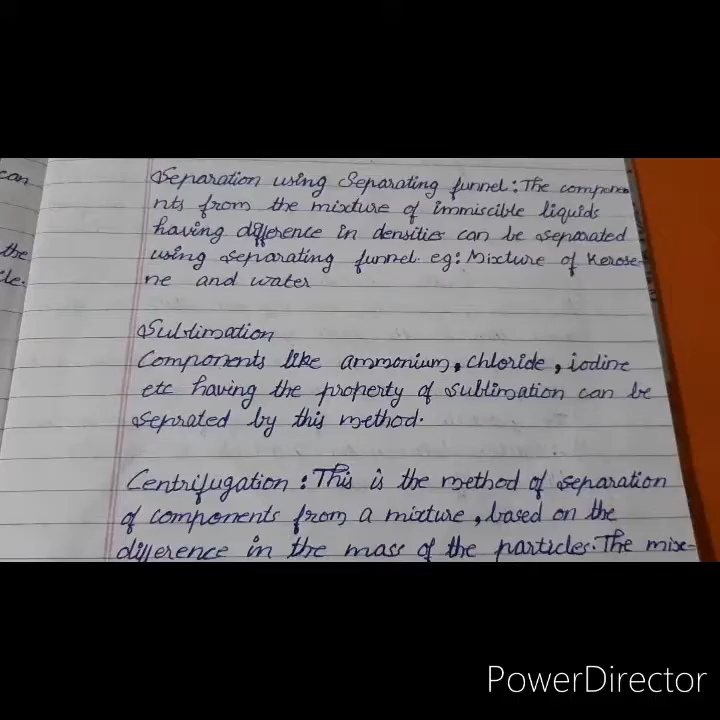 can
the
cle.
Separation using Separating funnel: The compone
nts from the mixture of immiscible liquids
having difference in densities can be separated
using separating funnel. eg: Mixture of Kerose-
ne and water
Sublimation
Components like ammonium, chloride, iodine
etc having the property of sublimation can be
seprated by this method.
Centrifugation: This is the method of separation
of components from a mixture, based on the
difference in the mass of the particles. The mix-
PowerDirector